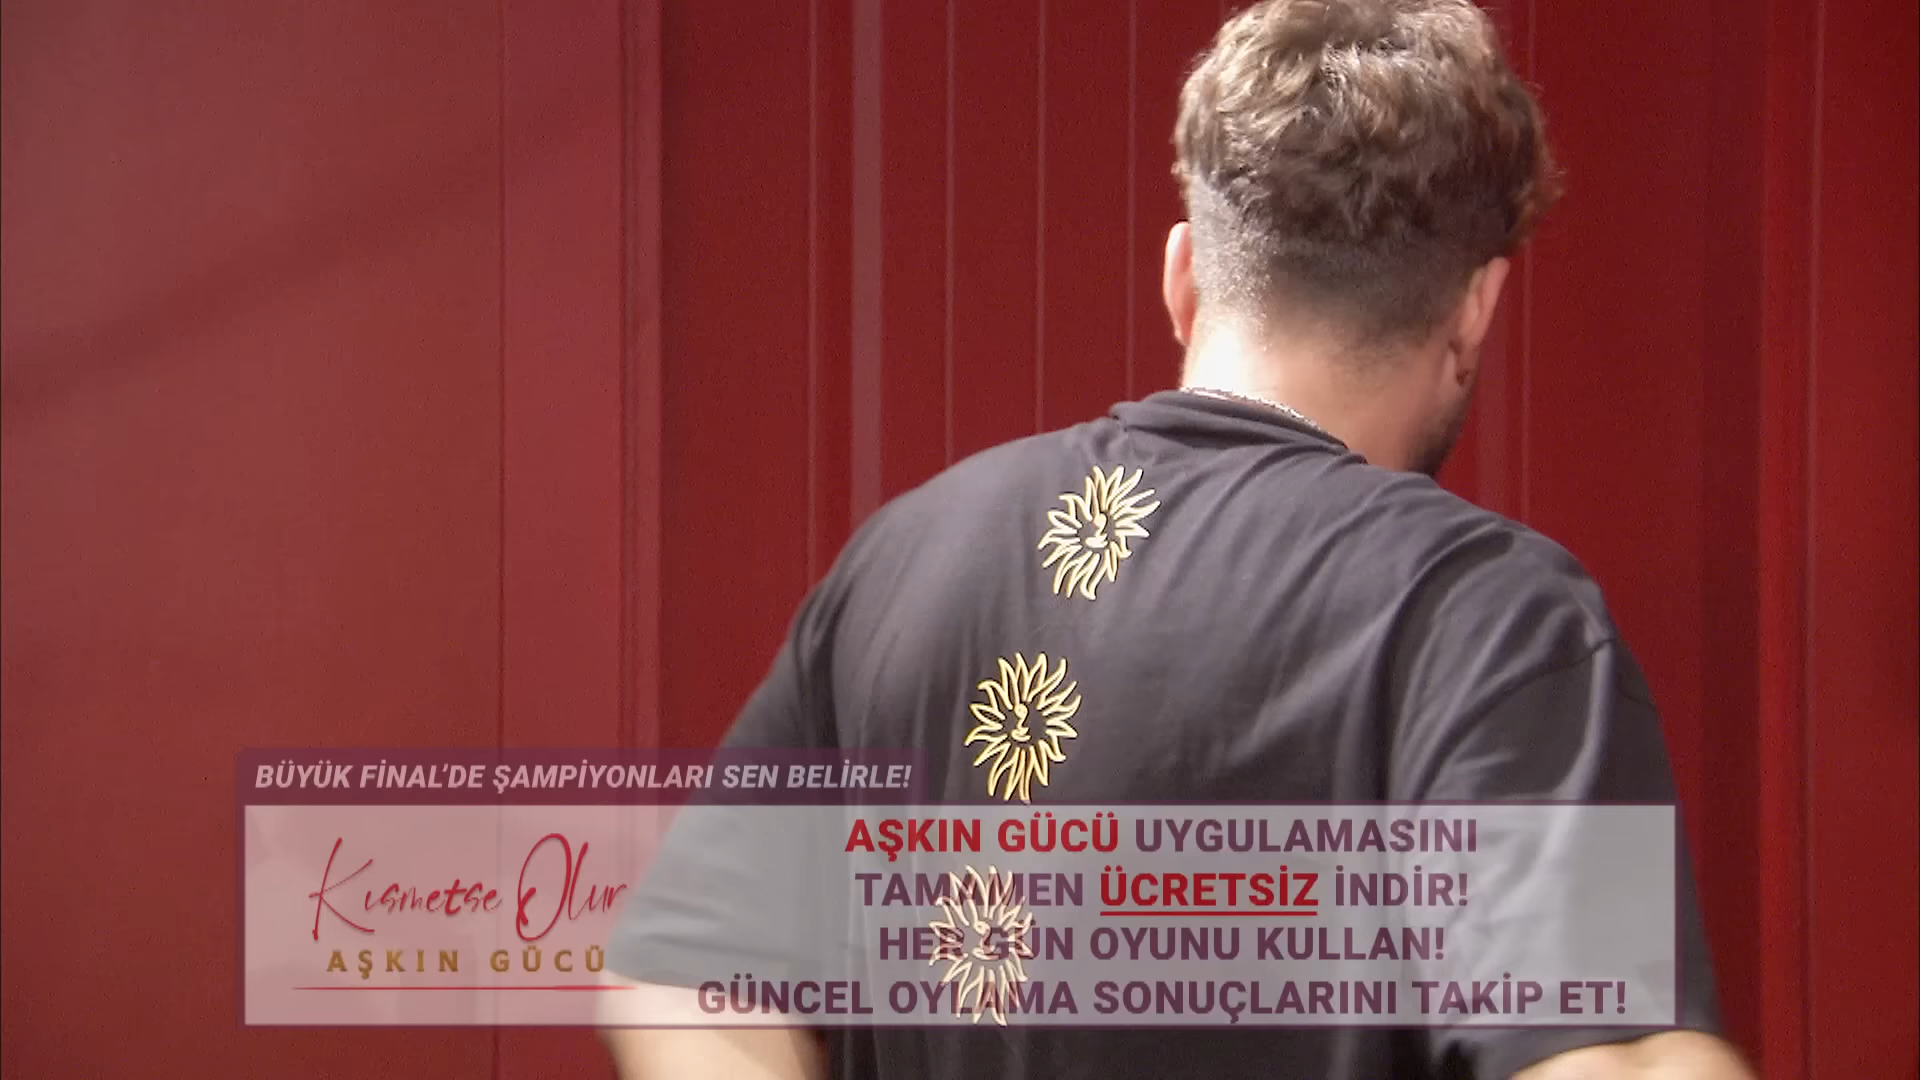 BÜYÜK FİNAL’DE ŞAMPİYONLARI SEN BELİRLE!
Kısmetse Olur
AŞKIN GÜCÜ
AŞKIN GÜCÜ UYGULAMASINI
TAMAMEN ÜCRETSİZ İNDİR!
HER GÜN OYUNU KULLAN!
GÜNCEL OYLAMA SONUÇLARINI TAKİP ET!